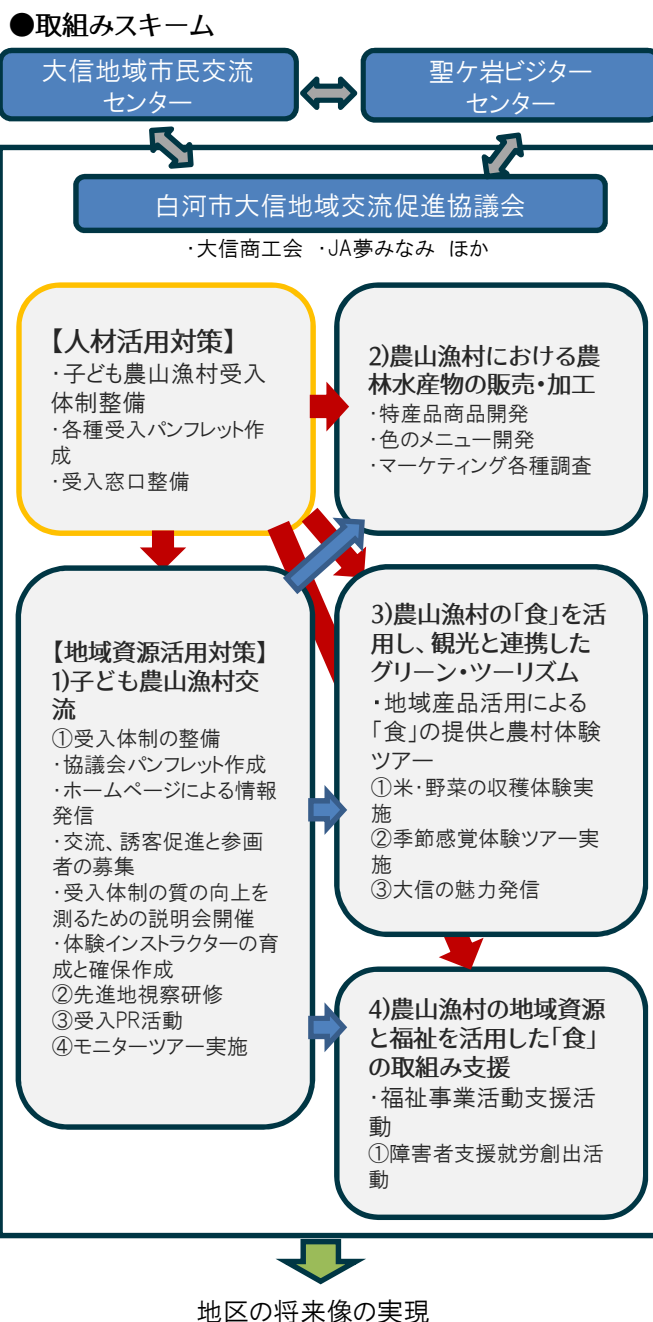 ●取組みスキーム
大信地域市民交流
センター
聖ケ岩ビジター
センター
白河市大信地域交流促進協議会
・大信商工会 ・JA夢みなみ ほか
【人材活用対策】
・子ども農山漁村受入
体制整備
・各種受入パンフレット作
成
・受入窓口整備
2)農山漁村における農
林水産物の販売・加工
・特産品商品開発
・色のメニュー開発
・マーケティング各種調査
【地域資源活用対策】
1)子ども農山漁村交
流
①受入体制の整備
・協議会パンフレット作成
・ホームページによる情報
発信
・交流、誘客促進と参画
者の募集
・受入体制の質の向上を
測るための説明会開催
・体験インストラクターの育
成と確保作成
②先進地視察研修
③受入PR活動
④モニターツアー実施
3)農山漁村の「食」を活
用し、観光と連携した
グリーン・ツーリズム
・地域産品活用による
「食」の提供と農村体験
ツアー
①米・野菜の収穫体験実
施
②季節感覚体験ツアー実
施
③大信の魅力発信
4)農山漁村の地域資源
と福祉を活用した「食」
の取組み支援
・福祉事業活動支援活
動
①障害者支援就労創出活
動
地区の将来像の実現